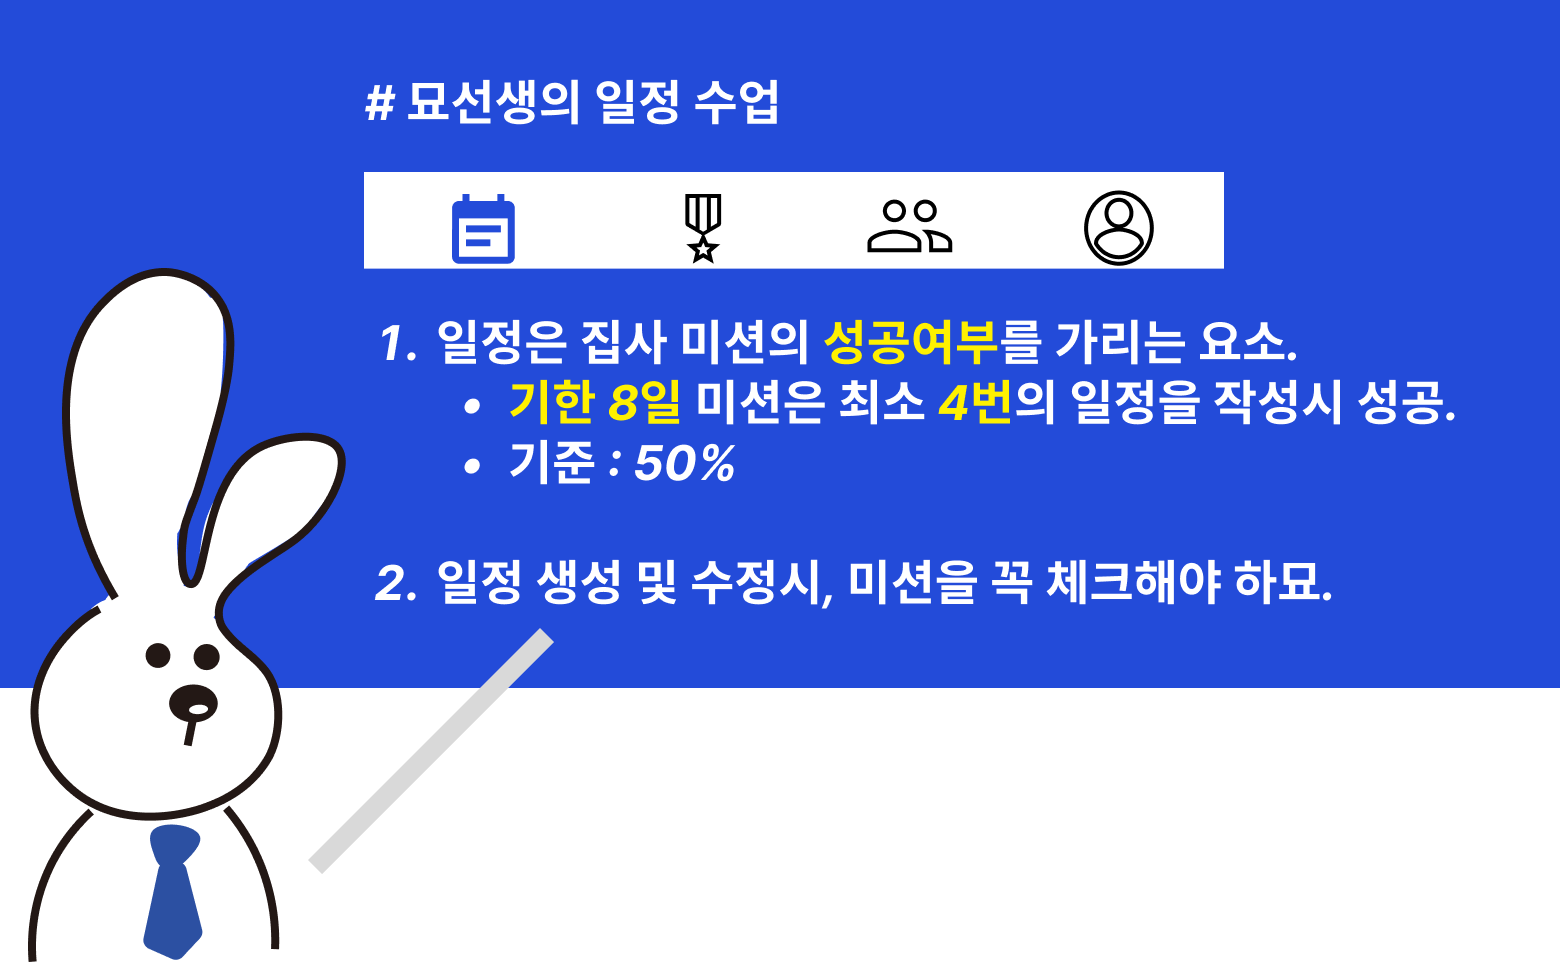 # 묘선생의 일정 수업
1. 일정은 집사 미션의 성공여부를 가리는 요소.
• 기한 8일 미션은 최소 4번의 일정을 작성시 성공.
• 기준 : 50%
2. 일정 생성 및 수정시, 미션을 꼭 체크해야 하묘.